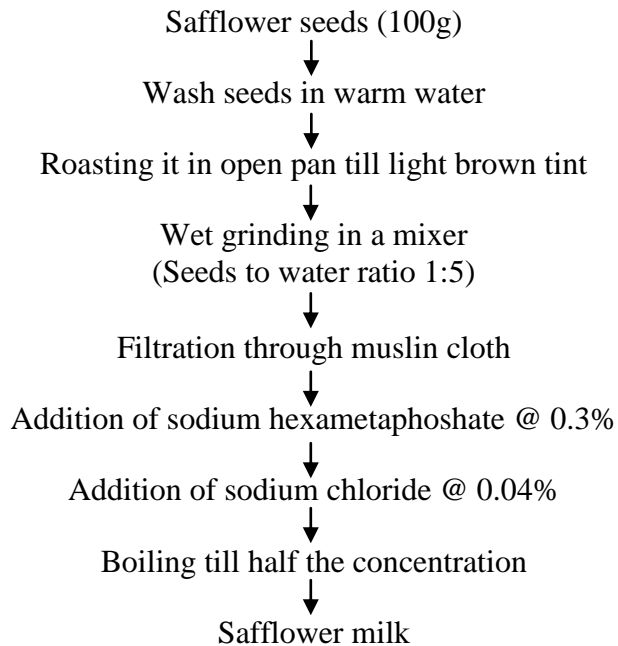 Safflower seeds (100g)
Wash seeds in warm water
Roasting it in open pan till light brown tint
Wet grinding in a mixer
(Seeds to water ratio 1:5)
Filtration through muslin cloth
Addition of sodium hexametaphoshate @ 0.3%
Addition of sodium chloride @ 0.04%
Boiling till half the concentration
Safflower milk